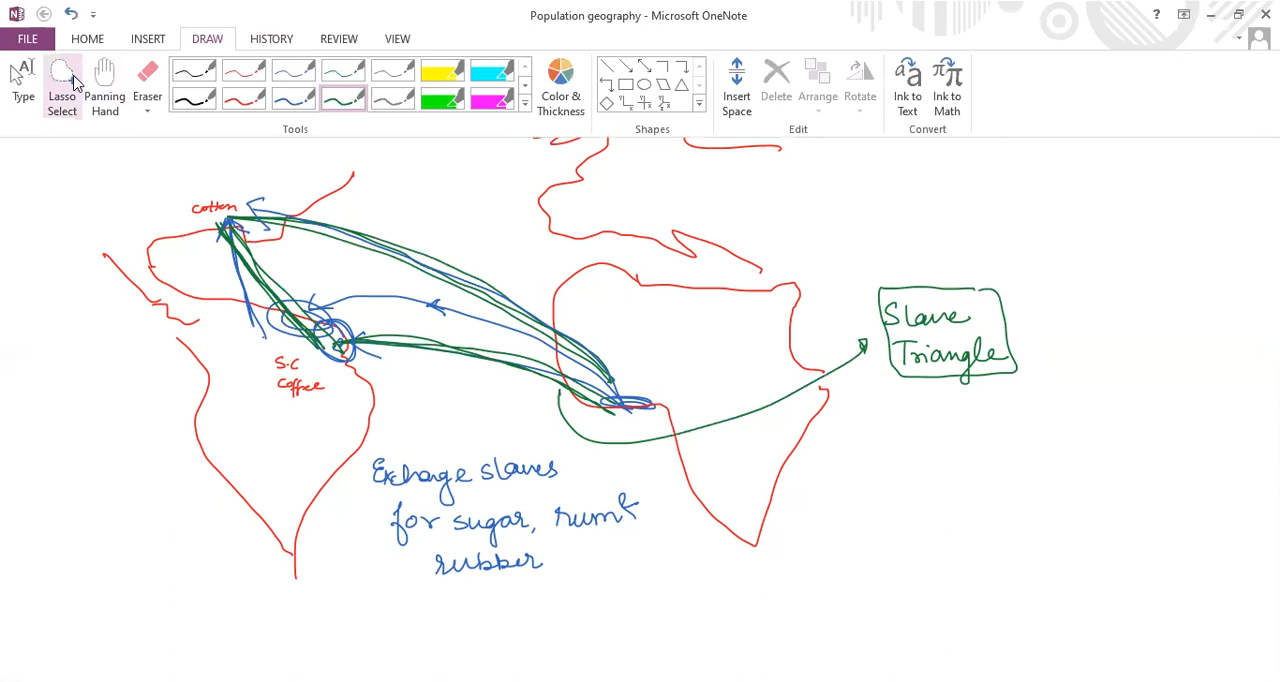 Population geography - Microsoft OneNote
?
FILE
HOME
INSERT
DRAW
HISTORY
REVIEW
VIEW
Type
Lasso Select
Panning Hand
Eraser
Color & Thickness
Insert Space
Delete
Arrange
Rotate
Ink to Text
Ink to Math
Tools
Shapes
Edit
Convert
Cotton
S.C
Coffee
Slave
Triangle
Exchange slaves
for sugar, rum &
rubber